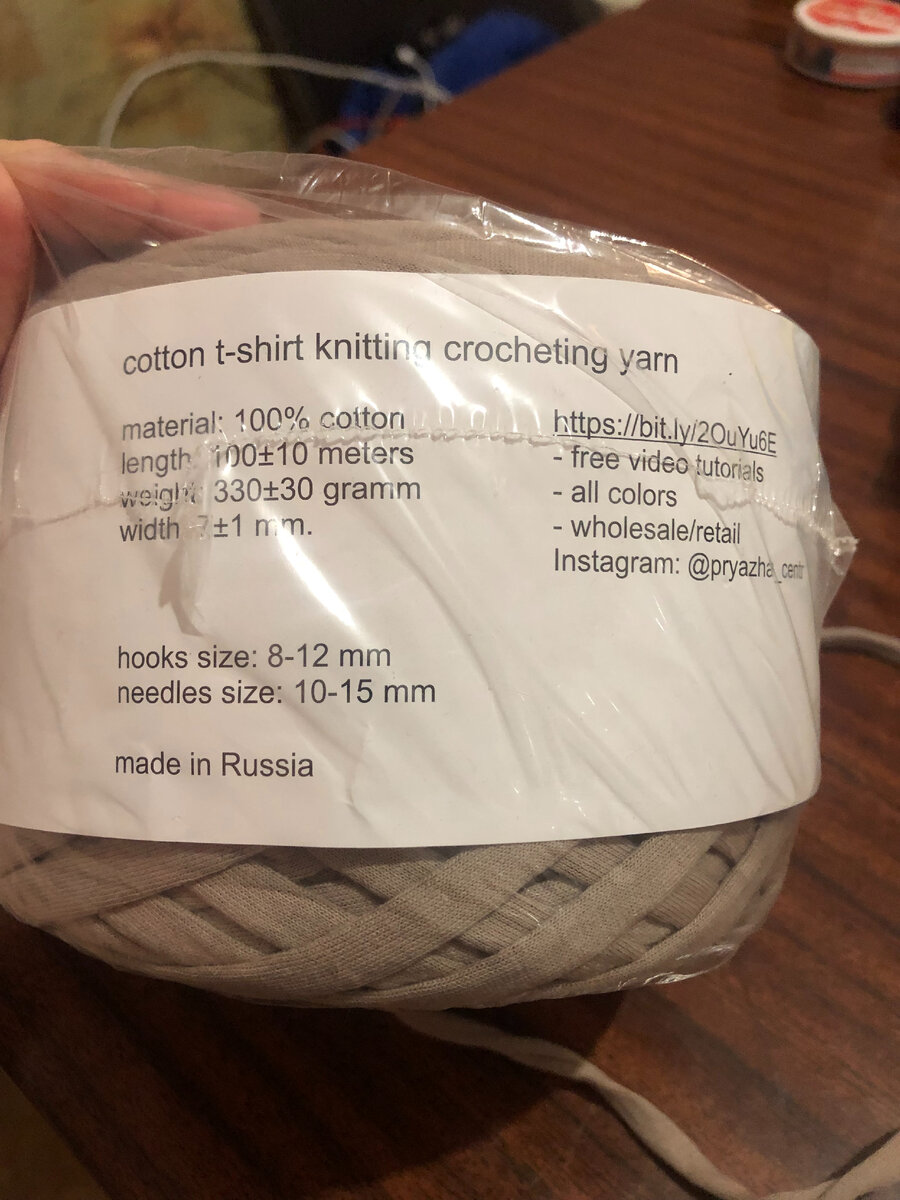 cotton t-shirt knitting crocheting yarn
material: 100% cotton
length: 100±10 meters
weight: 330±30 gramm
width 7±1 mm.
https://bit.ly/2OuYu6E
- free video tutorials
- all colors
- wholesale/retail
Instagram: @pryazha_centr
hooks size: 8-12 mm
needles size: 10-15 mm
made in Russia